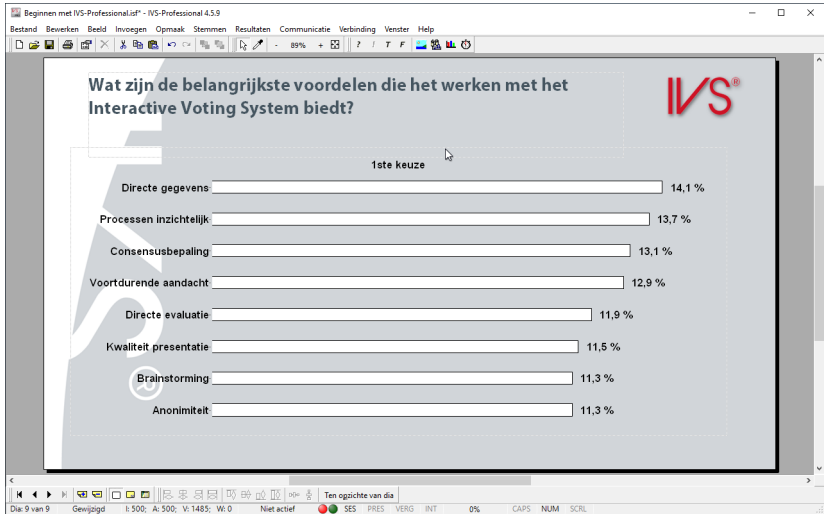 Beginnen met IVS-Professional.isf* - IVS-Professional 4.5.9
Bestand Bewerken Beeld Invoegen Opmaak Stemmen Resultaten Communicatie Verbinding Venster Help
- 89% + ? ! T F
Wat zijn de belangrijkste voordelen die het werken met het
Interactive Voting System biedt?
IVS®
1ste keuze
Directe gegevens 14,1 %
Processen inzichtelijk 13,7 %
Consensusbepaling 13,1 %
Voortdurende aandacht 12,9 %
Directe evaluatie 11,9 %
Kwaliteit presentatie 11,5 %
Brainstorming 11,3 %
Anonimiteit 11,3 %
Ten opzichte van dia
Dia: 9 van 9 Gewijzigd I: 500; A: 500; V: 1485; W: 0 Niet actief SES PRES VERG INT 0% CAPS NUM SCRL